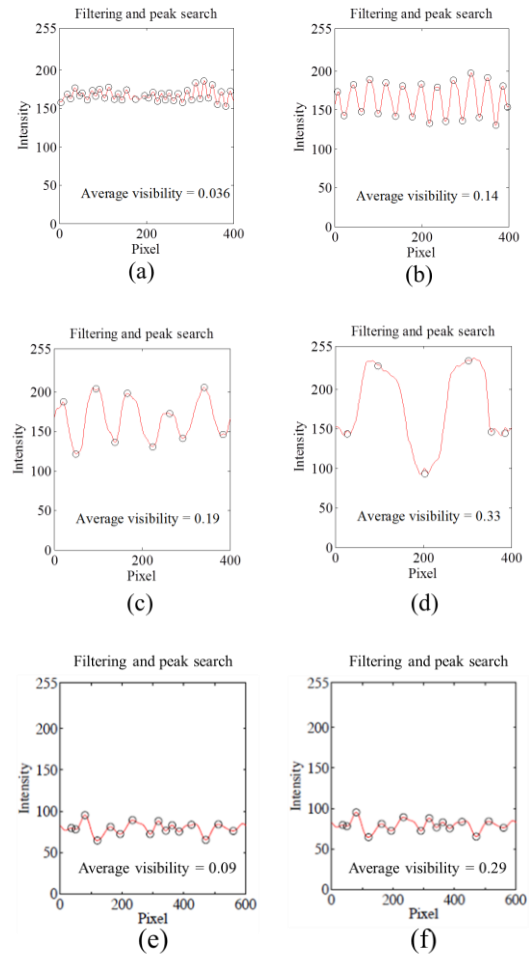 Filtering and peak search
255
200
150
100
50
0
Intensity
Average visibility = 0.036
0
200
400
Pixel
(a)
Filtering and peak search
255
200
150
100
50
0
Intensity
Average visibility = 0.14
0
200
400
Pixel
(b)
Filtering and peak search
255
200
150
100
50
0
Intensity
Average visibility = 0.19
0
200
400
Pixel
(c)
Filtering and peak search
255
200
150
100
50
0
Intensity
Average visibility = 0.33
0
200
400
Pixel
(d)
Filtering and peak search
255
200
150
100
50
0
Intensity
Average visibility = 0.09
0
200
400
600
Pixel
(e)
Filtering and peak search
255
200
150
100
50
0
Intensity
Average visibility = 0.29
0
200
400
600
Pixel
(f)